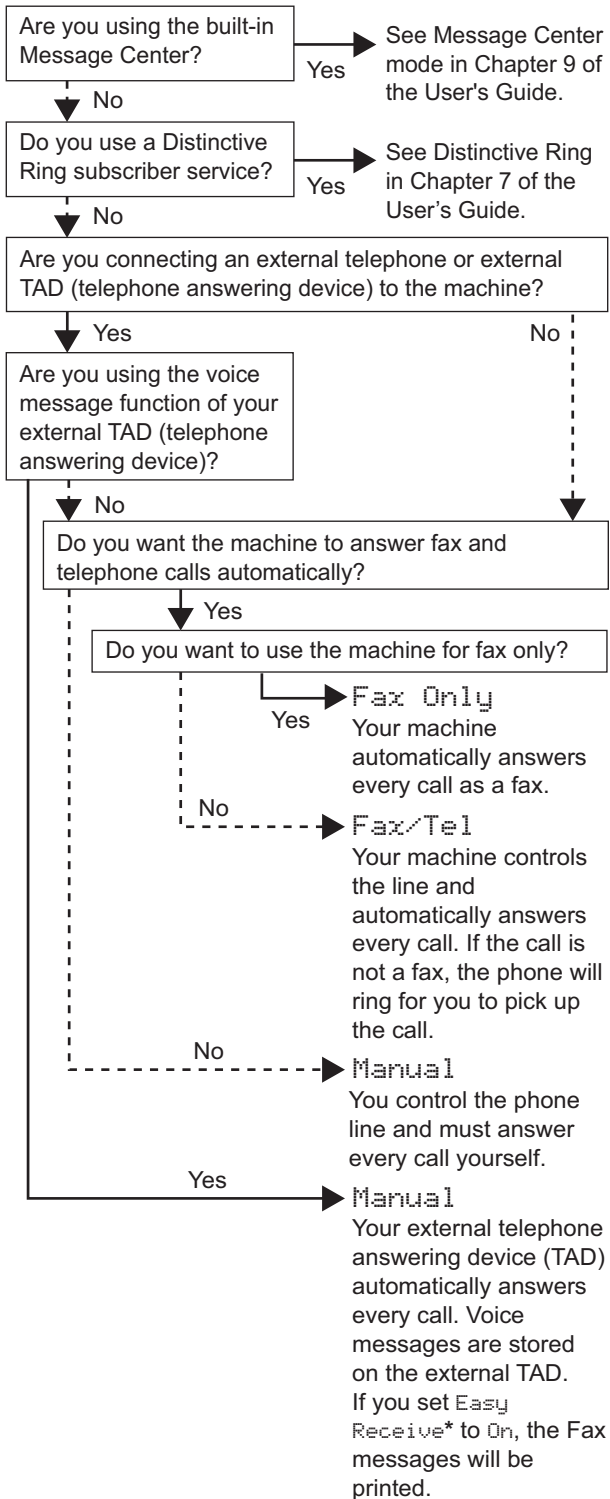 Are you using the built-in
Message Center?
Yes
See Message Center
mode in Chapter 9 of
the User's Guide.
No
Do you use a Distinctive
Ring subscriber service?
Yes
See Distinctive Ring
in Chapter 7 of the
User’s Guide.
No
Are you connecting an external telephone or external
TAD (telephone answering device) to the machine?
Yes
No
Are you using the voice
message function of your
external TAD (telephone
answering device)?
No
Do you want the machine to answer fax and
telephone calls automatically?
Yes
Do you want to use the machine for fax only?
Yes
Fax Only
Your machine
automatically answers
every call as a fax.
No
Fax/Tel
Your machine controls
the line and
automatically answers
every call. If the call is
not a fax, the phone will
ring for you to pick up
the call.
No
Manual
You control the phone
line and must answer
every call yourself.
Yes
Manual
Your external telephone
answering device (TAD)
automatically answers
every call. Voice
messages are stored
on the external TAD.
If you set Easy
Receive* to On, the Fax
messages will be
printed.